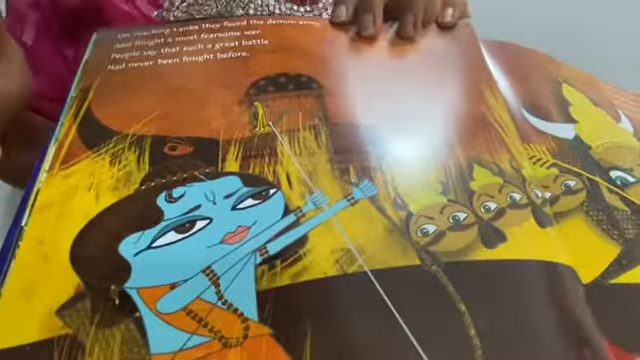 On reaching Lanka they faced the demon army
And fought a most fearsome war.
People say that such a great battle
Had never been fought before.